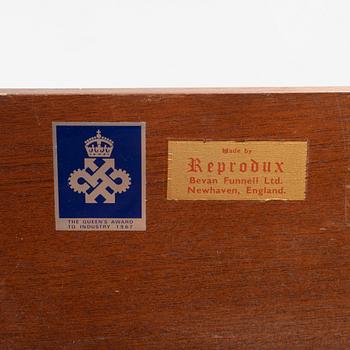 THE QUEEN'S AWARD
TO INDUSTRY 1967
Made by
Reprodux
Bevan Funnell Ltd.
Newhaven, England.